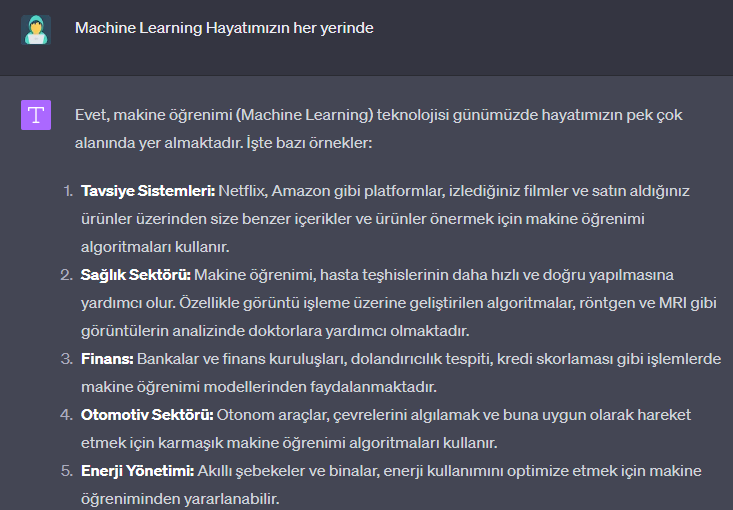 Machine Learning Hayatımızın her yerinde
T
Evet, makine öğrenimi (Machine Learning) teknolojisi günümüzde hayatımızın pek çok
alanında yer almaktadır. İşte bazı örnekler:
1. Tavsiye Sistemleri: Netflix, Amazon gibi platformlar, izlediğiniz filmler ve satın aldığınız
ürünler üzerinden size benzer içerikler ve ürünler önermek için makine öğrenimi
algoritmaları kullanır.
2. Sağlık Sektörü: Makine öğrenimi, hasta teşhislerinin daha hızlı ve doğru yapılmasına
yardımcı olur. Özellikle görüntü işleme üzerine geliştirilen algoritmalar, röntgen ve MRI gibi
görüntülerin analizinde doktorlara yardımcı olmaktadır.
3. Finans: Bankalar ve finans kuruluşları, dolandırıcılık tespiti, kredi skorlaması gibi işlemlerde
makine öğrenimi modellerinden faydalanmaktadır.
4. Otomotiv Sektörü: Otonom araçlar, çevrelerini algılamak ve buna uygun olarak hareket
etmek için karmaşık makine öğrenimi algoritmaları kullanır.
5. Enerji Yönetimi: Akıllı şebekeler ve binalar, enerji kullanımını optimize etmek için makine
öğreniminden yararlanabilir.